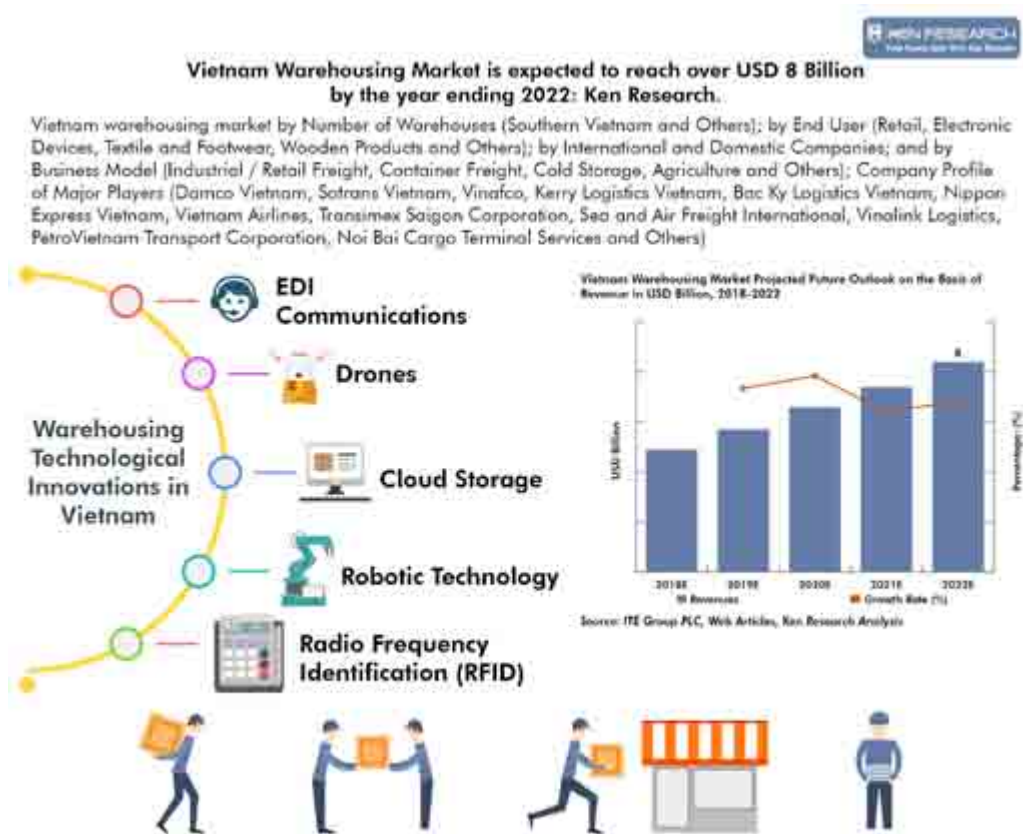 KEN RESEARCH
Vietnam Warehousing Market is expected to reach over USD 8 Billion
by the year ending 2022: Ken Research.
Vietnam warehousing market by Number of Warehouses (Southern Vietnam and Others); by End User (Retail, Electronic
Devices, Textile and Footwear, Wooden Products and Others); by International and Domestic Companies; and by
Business Model (Industrial / Retail Freight, Container Freight, Cold Storage, Agriculture and Others); Company Profile
of Major Players (Damco Vietnam, Sotrans Vietnam, Vinafco, Kerry Logistics Vietnam, Bac Ky Logistics Vietnam, Nippon
Express Vietnam, Vietnam Airlines, Transimex Saigon Corporation, Sea and Air Freight International, Vinalink Logistics,
PetroVietnam Transport Corporation, Noi Bai Cargo Terminal Services and Others)
EDI
Communications
Drones
Warehousing
Technological
Innovations in
Vietnam
Cloud Storage
Robotic Technology
Radio Frequency
Identification (RFID)
Vietnam Warehousing Market Projected Future Outlook on the Basis of
Revenue in USD Billion, 2018-2022
8
USD Billion
Percentage (%)
2018E 2019E 2020E 2021E 2022E
Revenues Growth Rate (%)
Source: ITE Group PLC, Web Articles, Ken Research Analysis